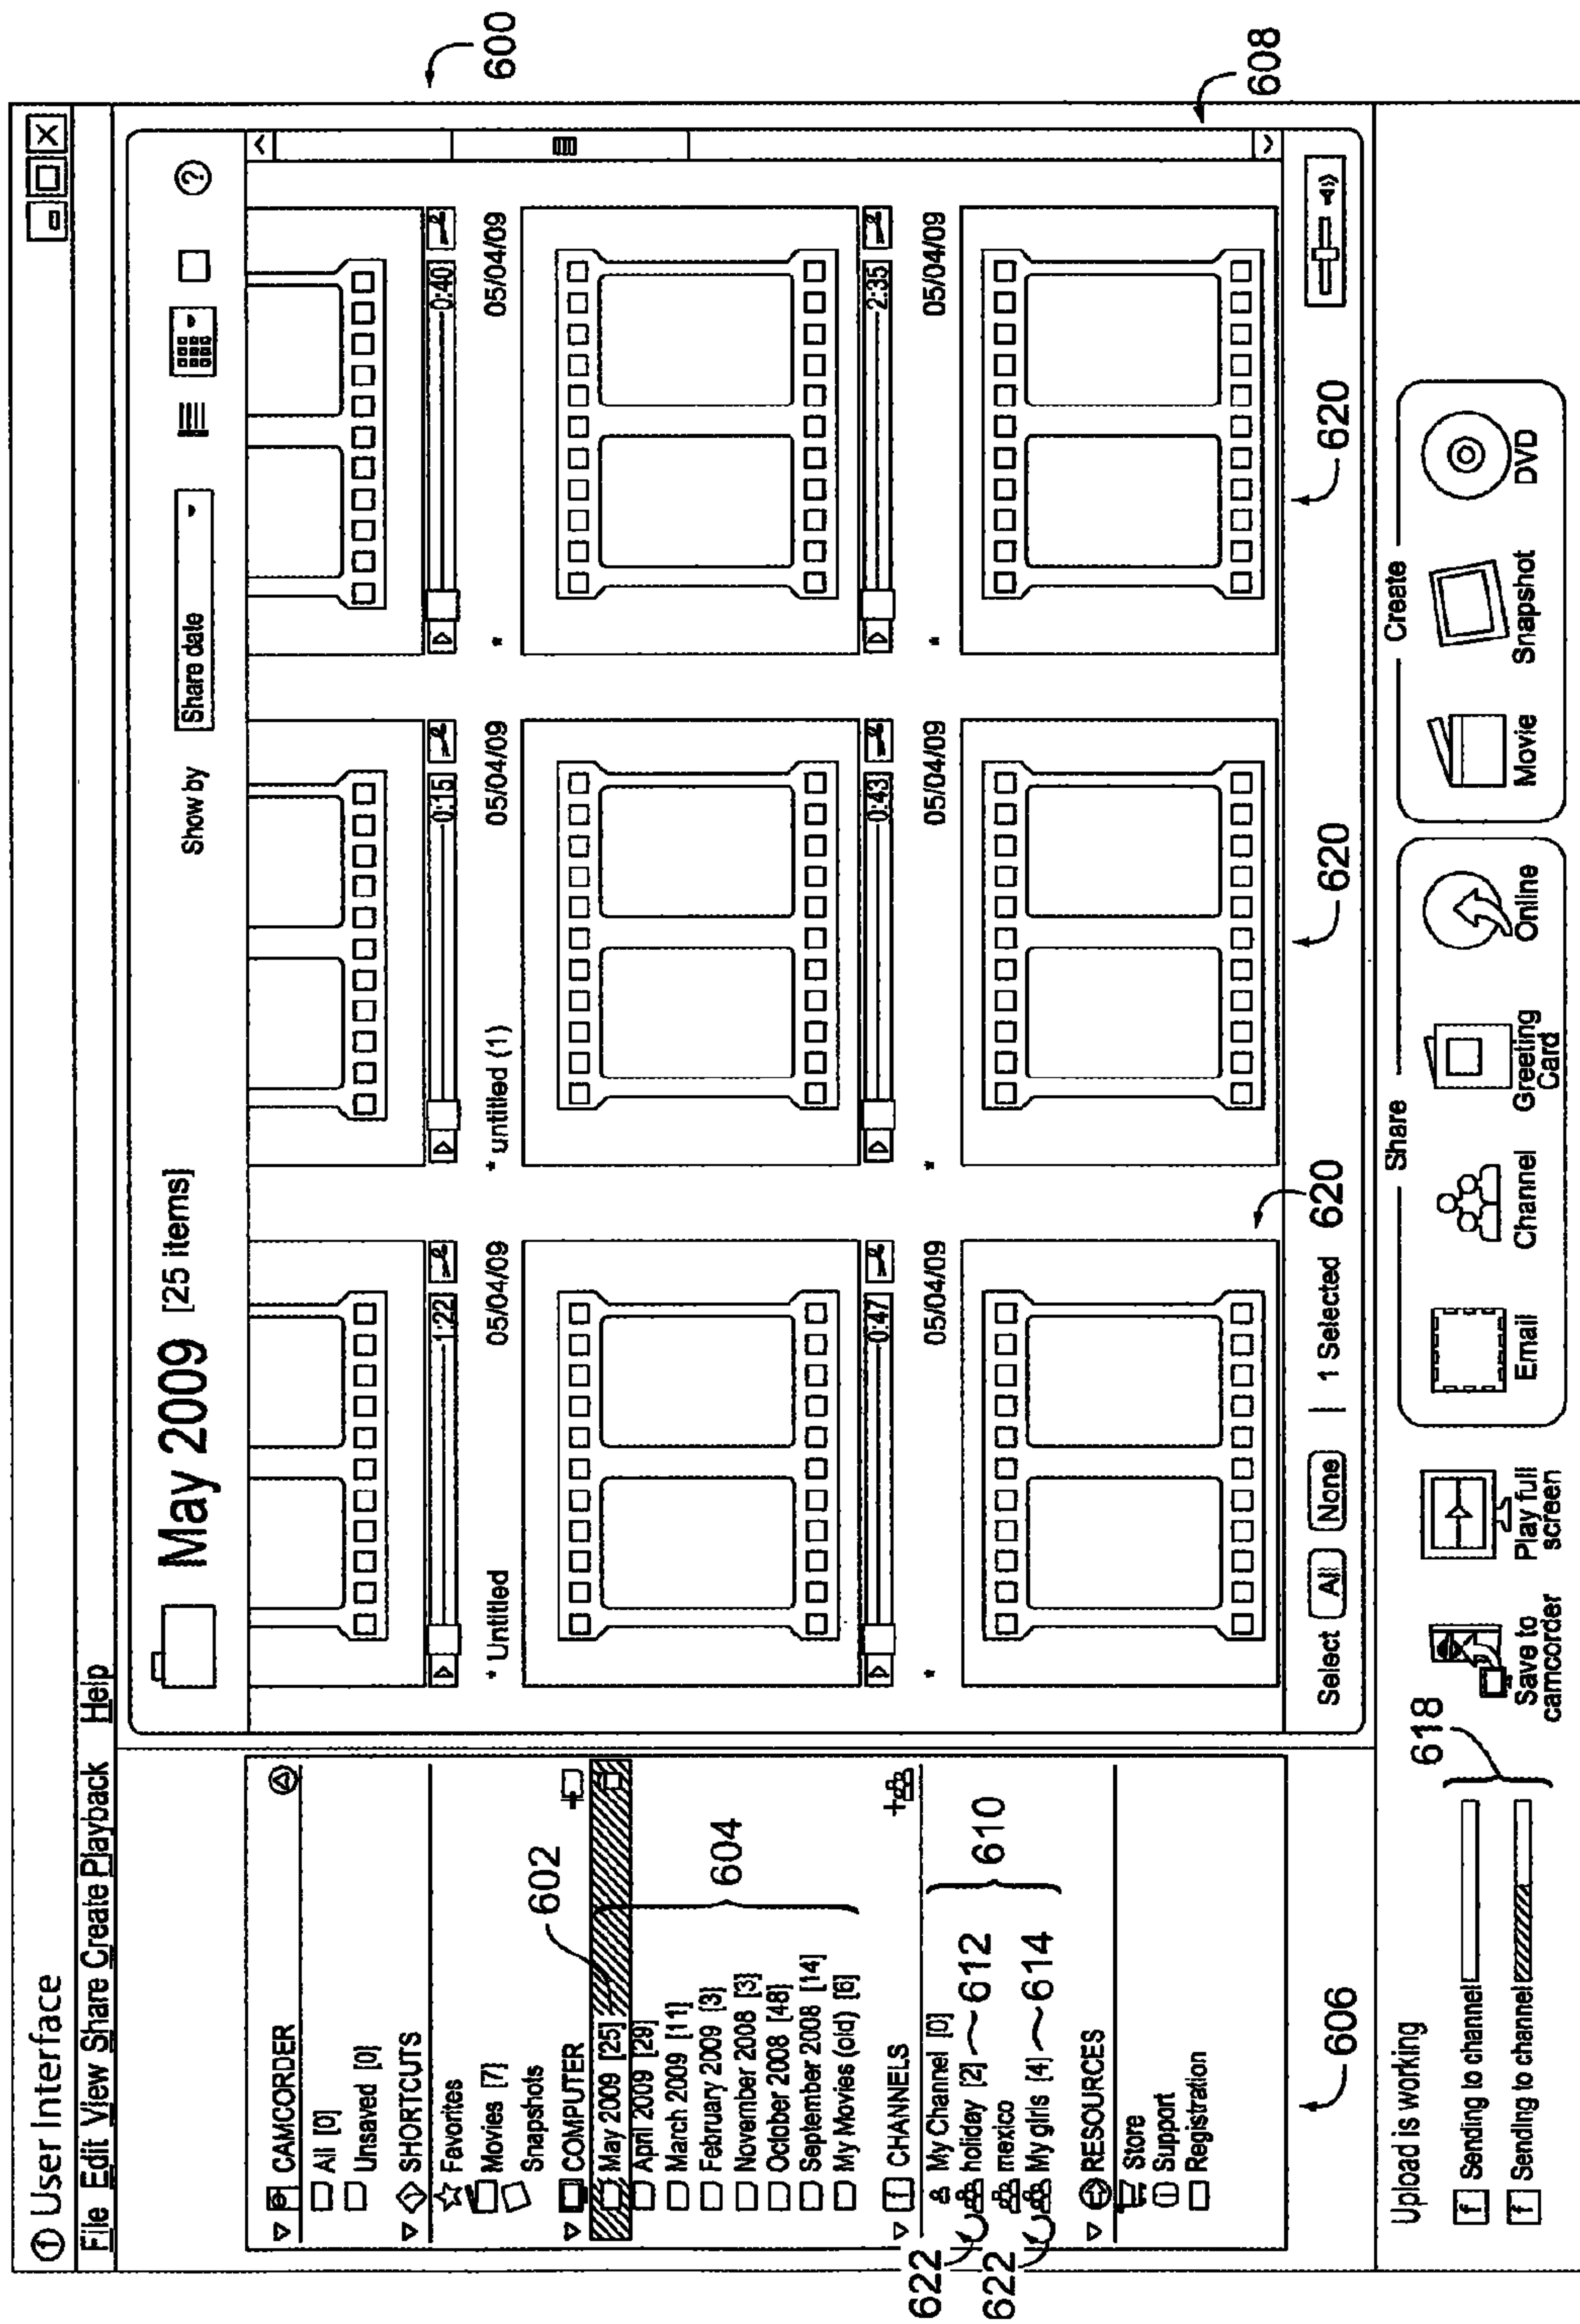 User Interface
File Edit View Share Create Playback Help
600
CAMCORDER
All [0]
Unsaved [0]
SHORTCUTS
Favorites
Movies [7]
Snapshots
COMPUTER
602
May 2009 [25]
April 2009 [29]
March 2009 [11]
February 2009 [3]
November 2008 [3]
October 2008 [48]
September 2008 [14]
My Movies (old) [6]
604
CHANNELS
My Channel [0]
holiday [2]
612
mexico
My girls [4]
614
610
622
622
RESOURCES
Store
Support
Registration
606
May 2009 [25 items]
Show by Share date ?
1:22 0:15 0:40
* Untitled 05/04/09 * untitled (1) 05/04/09 * 05/04/09
0:47 0:43 2:35
* 05/04/09 * 05/04/09 * 05/04/09
608
620 620 620
Select All None | 1 Selected
Upload is working
f Sending to channel
f Sending to channel
618
Save to camcorder
Play full screen
Share
Email
Channel
Greeting Card
Online
Create
Movie
Snapshot
DVD